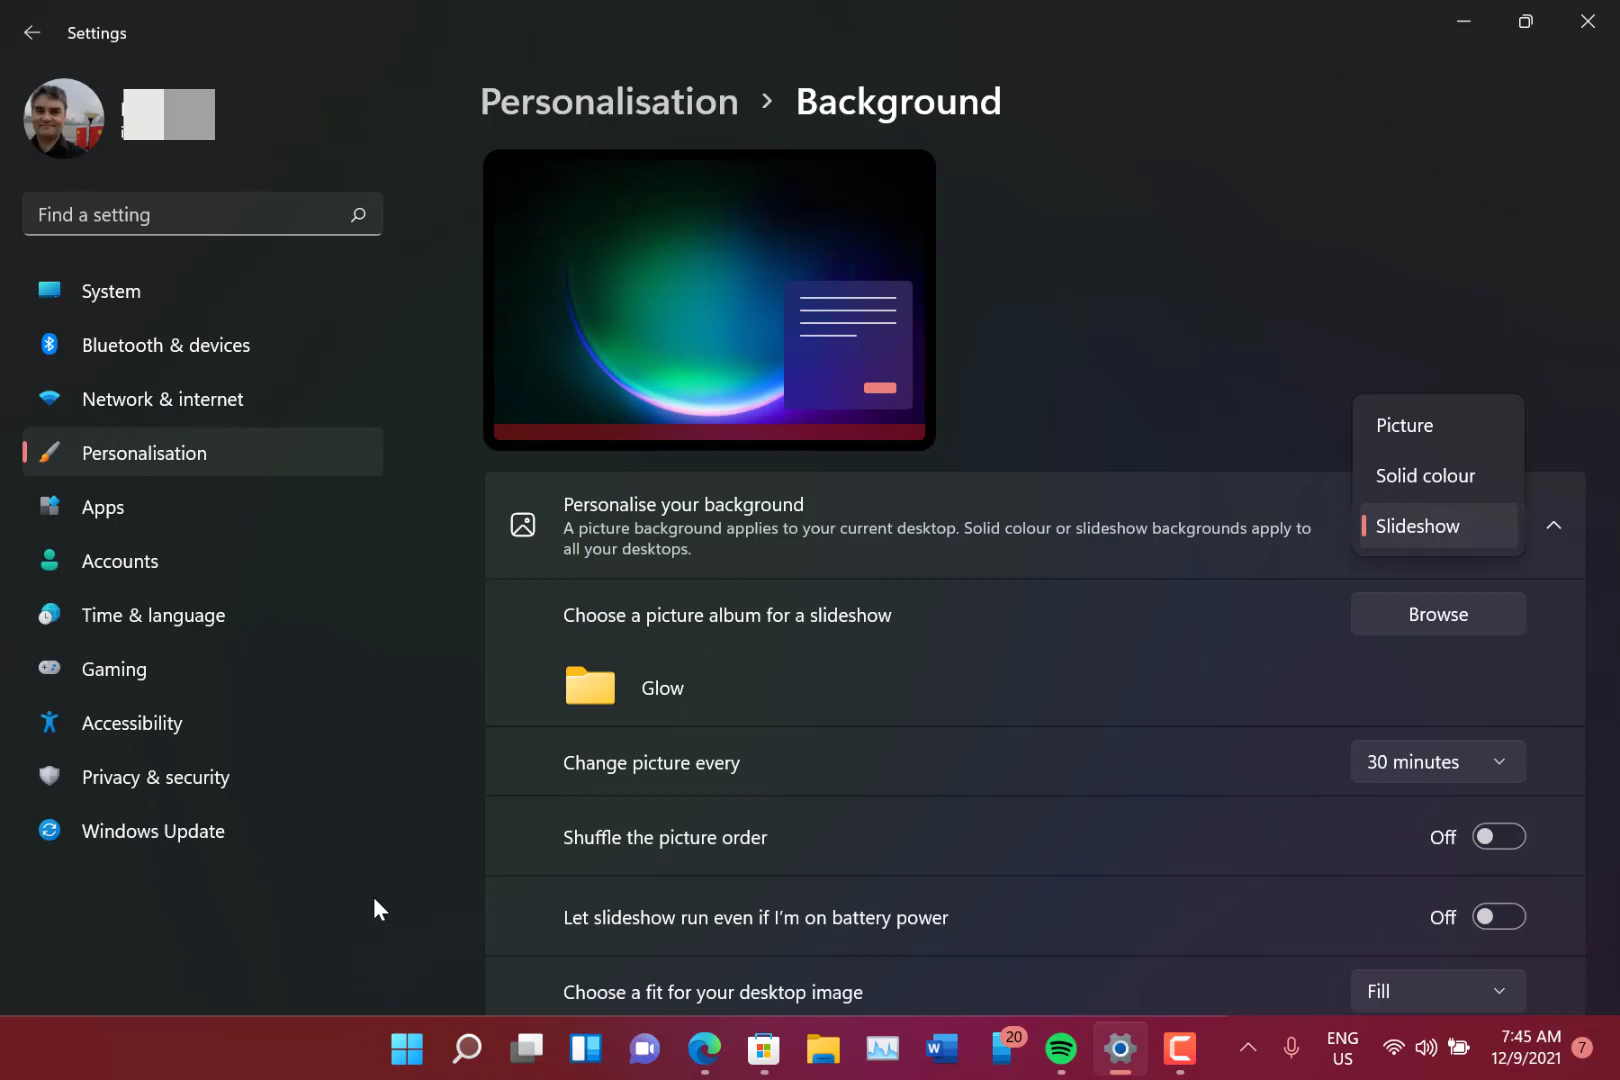 Settings
Find a setting
System
Bluetooth & devices
Network & internet
Personalisation
Apps
Accounts
Time & language
Gaming
Accessibility
Privacy & security
Windows Update
Personalisation > Background
Picture
Solid colour
Slideshow
Personalise your background
A picture background applies to your current desktop. Solid colour or slideshow backgrounds apply to
all your desktops.
Choose a picture album for a slideshow
Browse
Glow
Change picture every
30 minutes
Shuffle the picture order
Off
Let slideshow run even if I'm on battery power
Off
Choose a fit for your desktop image
Fill
W
20
ENG
US
7:45 AM
12/9/2021
7